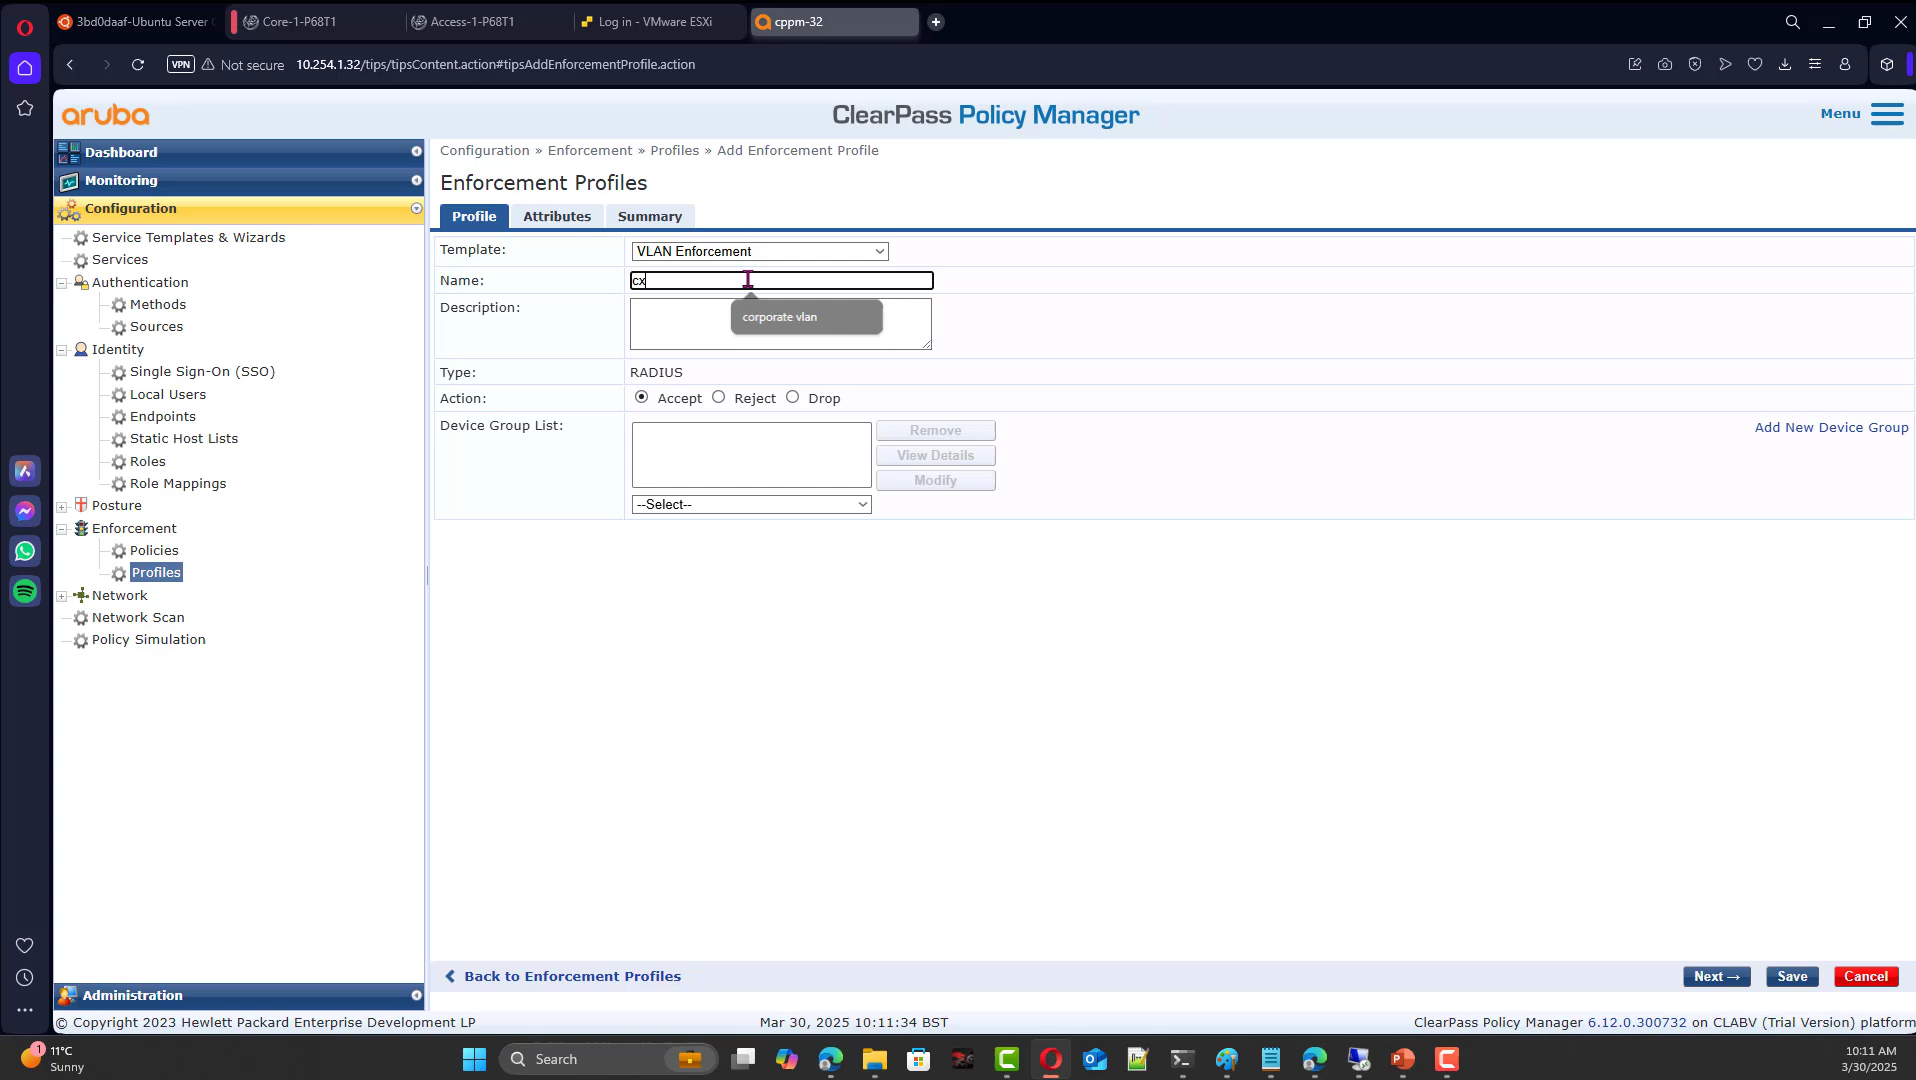 3bd0daaf-Ubuntu Server
Core-1-P68T1
Access-1-P68T1
Log in - VMware ESXi
cppm-32
VPN
Not secure
10.254.1.32/tips/tipsContent.action#tipsAddEnforcementProfile.action
aruba
ClearPass Policy Manager
Menu
Dashboard
Monitoring
Configuration
Service Templates & Wizards
Services
Authentication
Methods
Sources
Identity
Single Sign-On (SSO)
Local Users
Endpoints
Static Host Lists
Roles
Role Mappings
Posture
Enforcement
Policies
Profiles
Network
Network Scan
Policy Simulation
Administration
Configuration » Enforcement » Profiles » Add Enforcement Profile
Enforcement Profiles
Profile
Attributes
Summary
Template:
VLAN Enforcement
Name:
cx
corporate vlan
Description:
Type:
RADIUS
Action:
Accept
Reject
Drop
Device Group List:
Remove
View Details
Modify
--Select--
Add New Device Group
Back to Enforcement Profiles
Next →
Save
Cancel
© Copyright 2023 Hewlett Packard Enterprise Development LP
Mar 30, 2025 10:11:34 BST
ClearPass Policy Manager 6.12.0.300732 on CLABV (Trial Version) platform
1
11°C
Sunny
Search
10:11 AM
3/30/2025